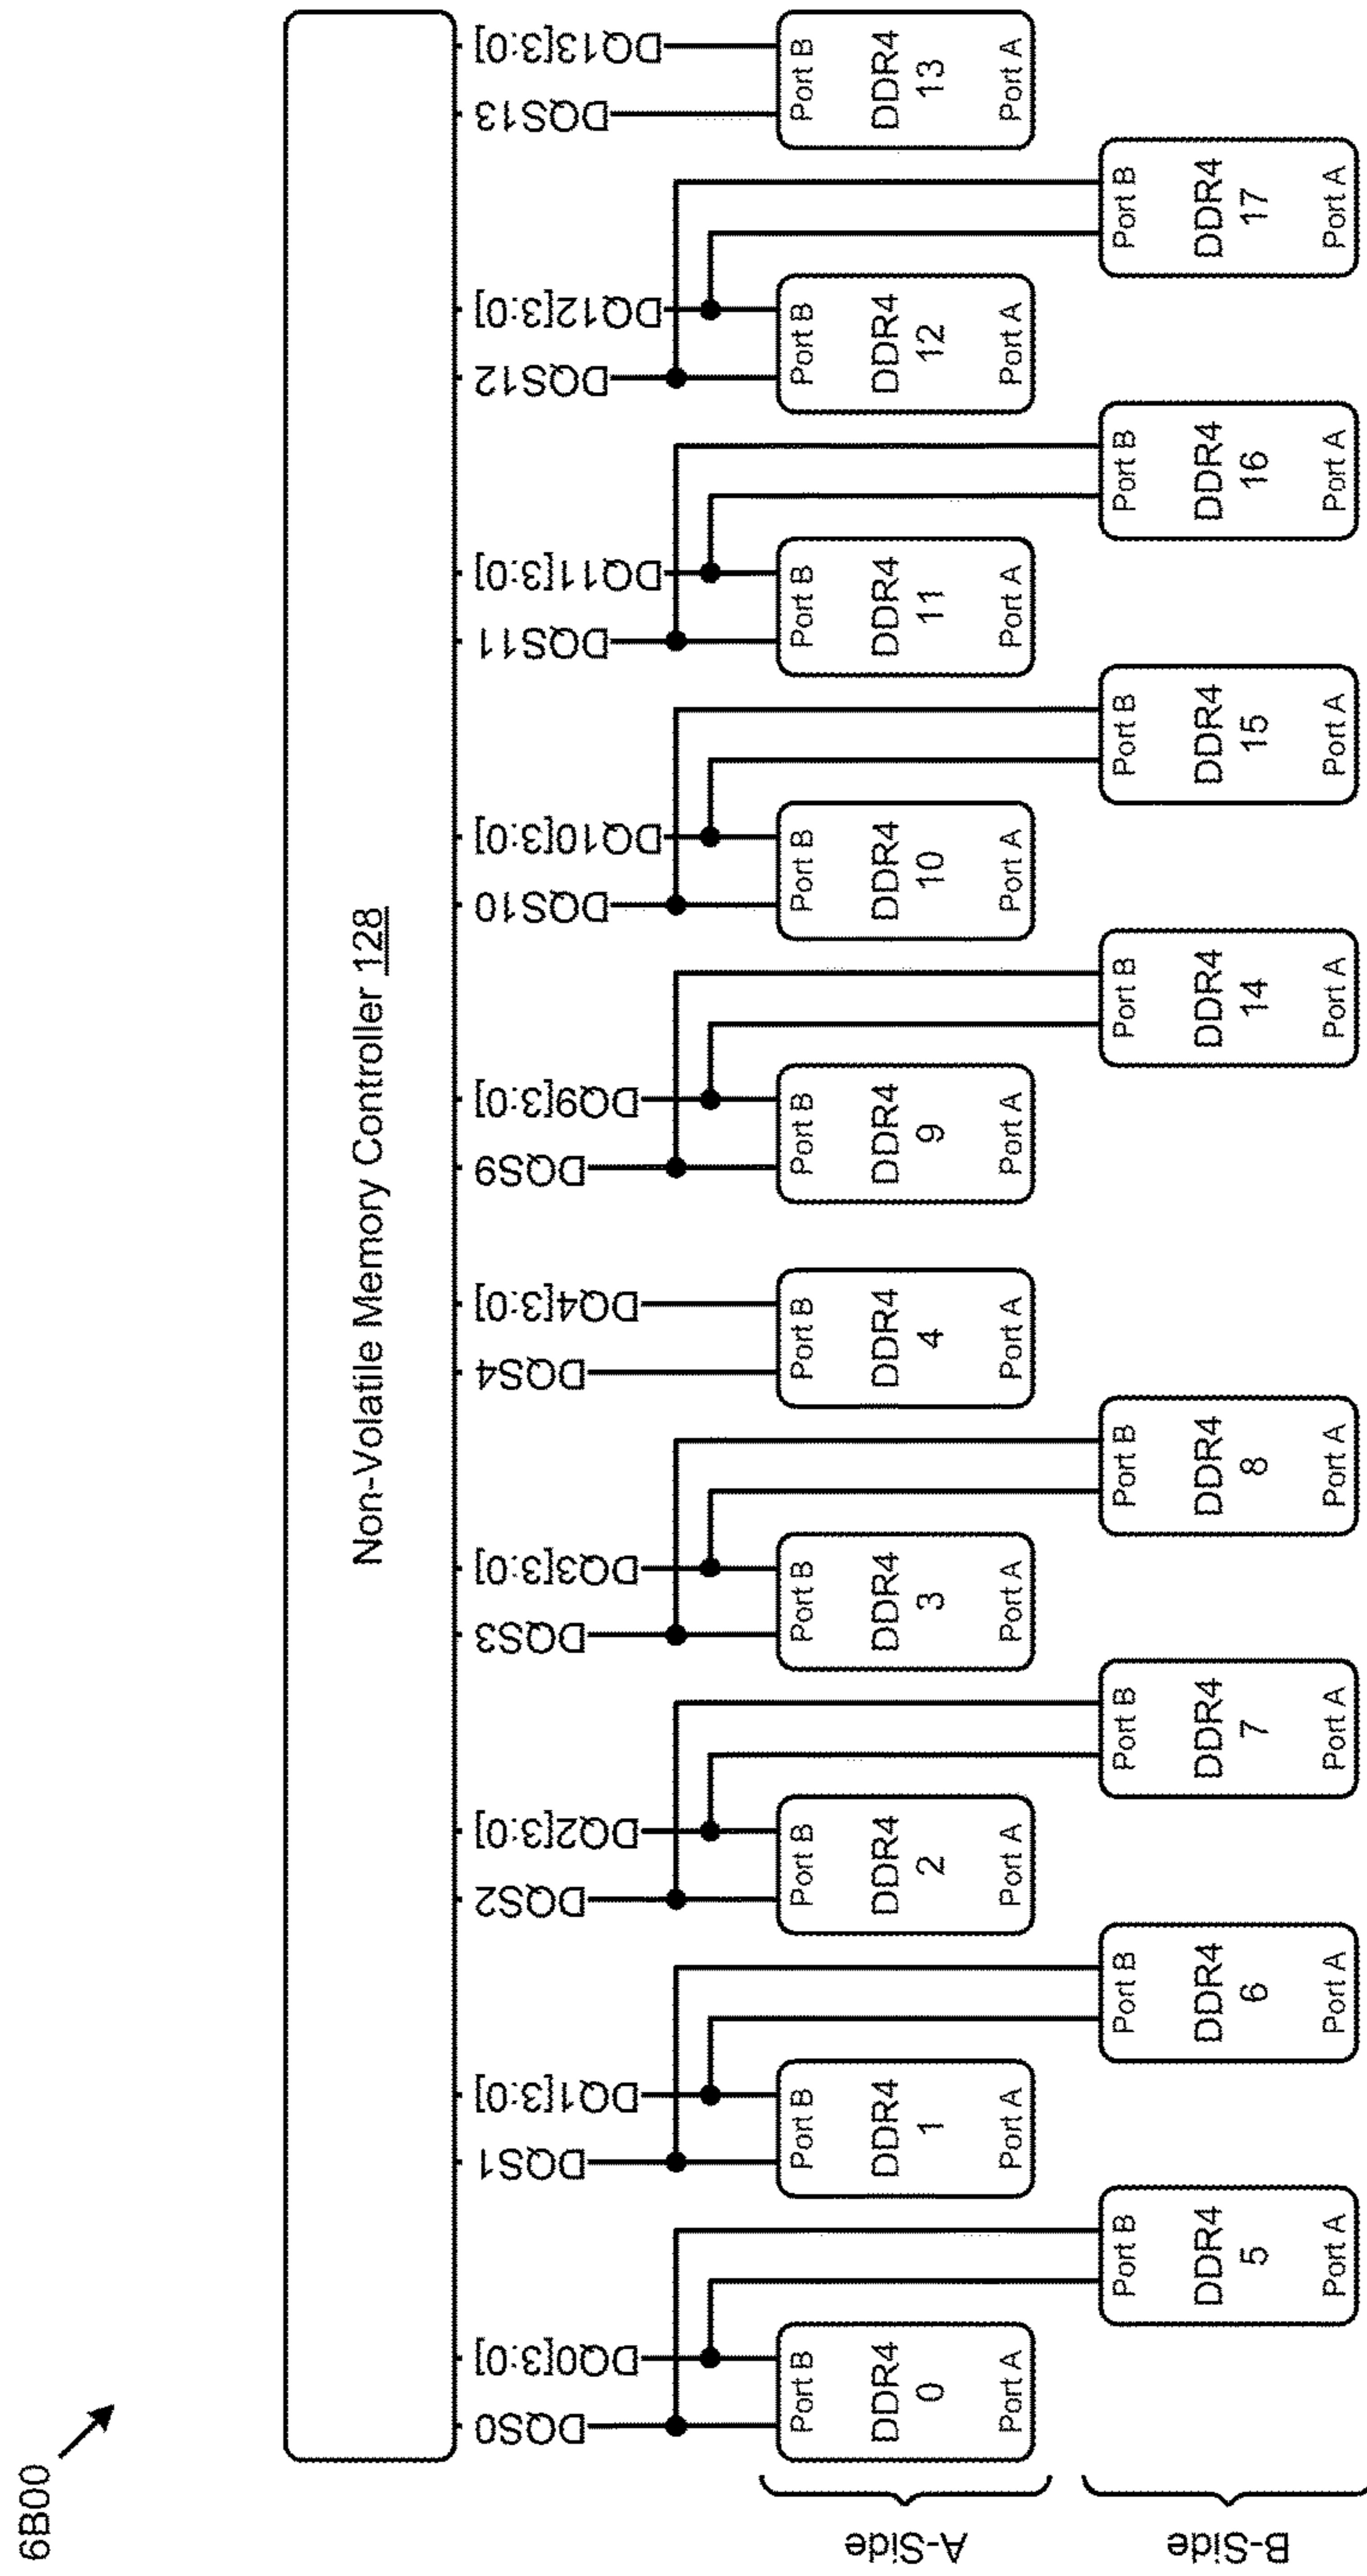 6B00
Non-Volatile Memory Controller 128
DQS0 DQ0[3:0] DQS1 DQ1[3:0] DQS2 DQ2[3:0] DQS3 DQ3[3:0] DQS4 DQ4[3:0] DQS9 DQ9[3:0] DQS10 DQ10[3:0] DQS11 DQ11[3:0] DQS12 DQ12[3:0] DQS13 DQ13[3:0]
A-Side
Port B Port B Port B Port B Port B Port B Port B Port B Port B Port B
DDR4 DDR4 DDR4 DDR4 DDR4 DDR4 DDR4 DDR4 DDR4 DDR4
0 1 2 3 4 9 10 11 12 13
Port A Port A Port A Port A Port A Port A Port A Port A Port A Port A
B-Side
Port B Port B Port B Port B Port B Port B Port B Port B
DDR4 DDR4 DDR4 DDR4 DDR4 DDR4 DDR4 DDR4
5 6 7 8 14 15 16 17
Port A Port A Port A Port A Port A Port A Port A Port A